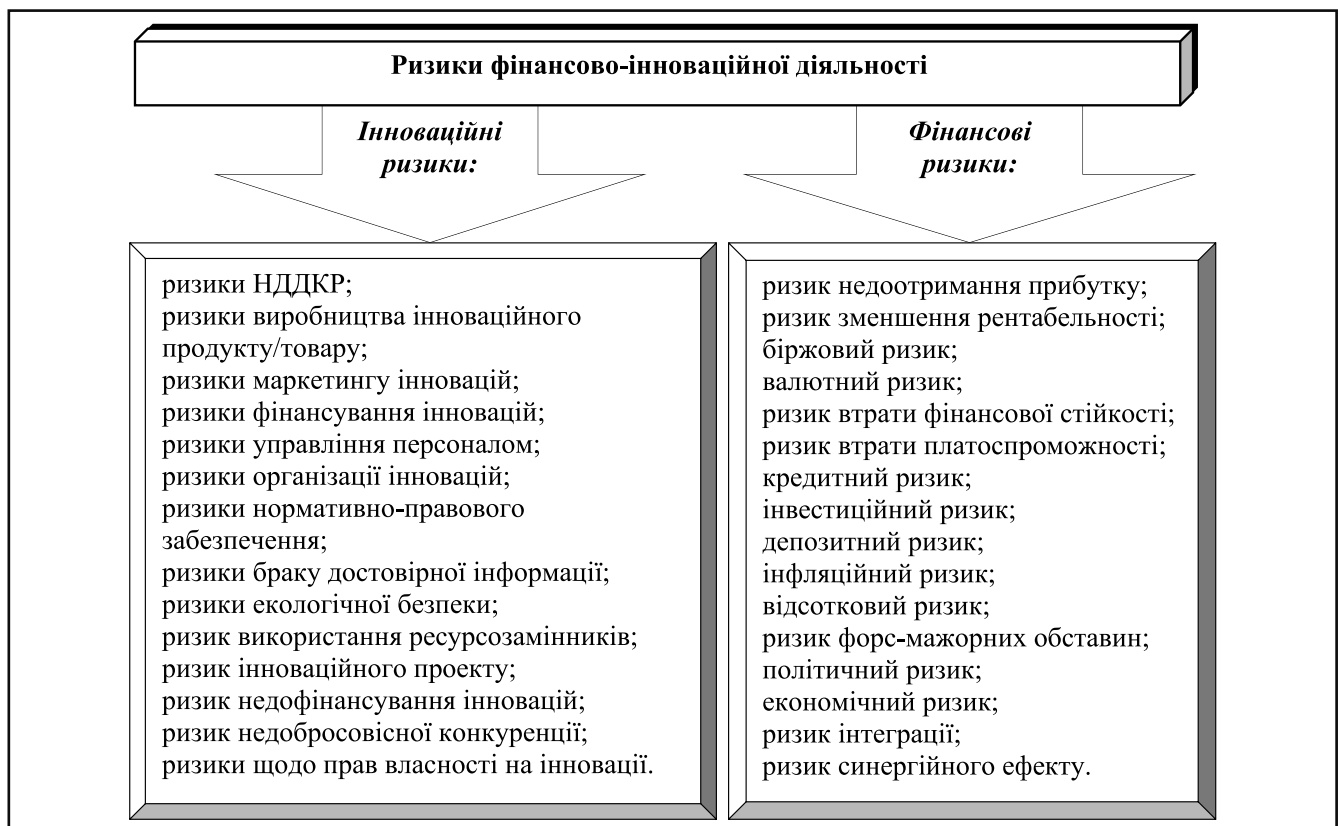 Ризики фінансово-інноваційної діяльності
Інноваційні
ризики:
ризики НДДКР;
ризики виробництва інноваційного
продукту/товару;
ризики маркетингу інновацій;
ризики фінансування інновацій;
ризики управління персоналом;
ризики організації інновацій;
ризики нормативно-правового
забезпечення;
ризики браку достовірної інформації;
ризики екологічної безпеки;
ризик використання ресурсозамінників;
ризик інноваційного проекту;
ризик недофінансування інновацій;
ризик недобросовісної конкуренції;
ризики щодо прав власності на інновації.
Фінансові
ризики:
ризик недоотримання прибутку;
ризик зменшення рентабельності;
біржовий ризик;
валютний ризик;
ризик втрати фінансової стійкості;
ризик втрати платоспроможності;
кредитний ризик;
інвестиційний ризик;
депозитний ризик;
інфляційний ризик;
відсотковий ризик;
ризик форс-мажорних обставин;
політичний ризик;
економічний ризик;
ризик інтеграції;
ризик синергійного ефекту.